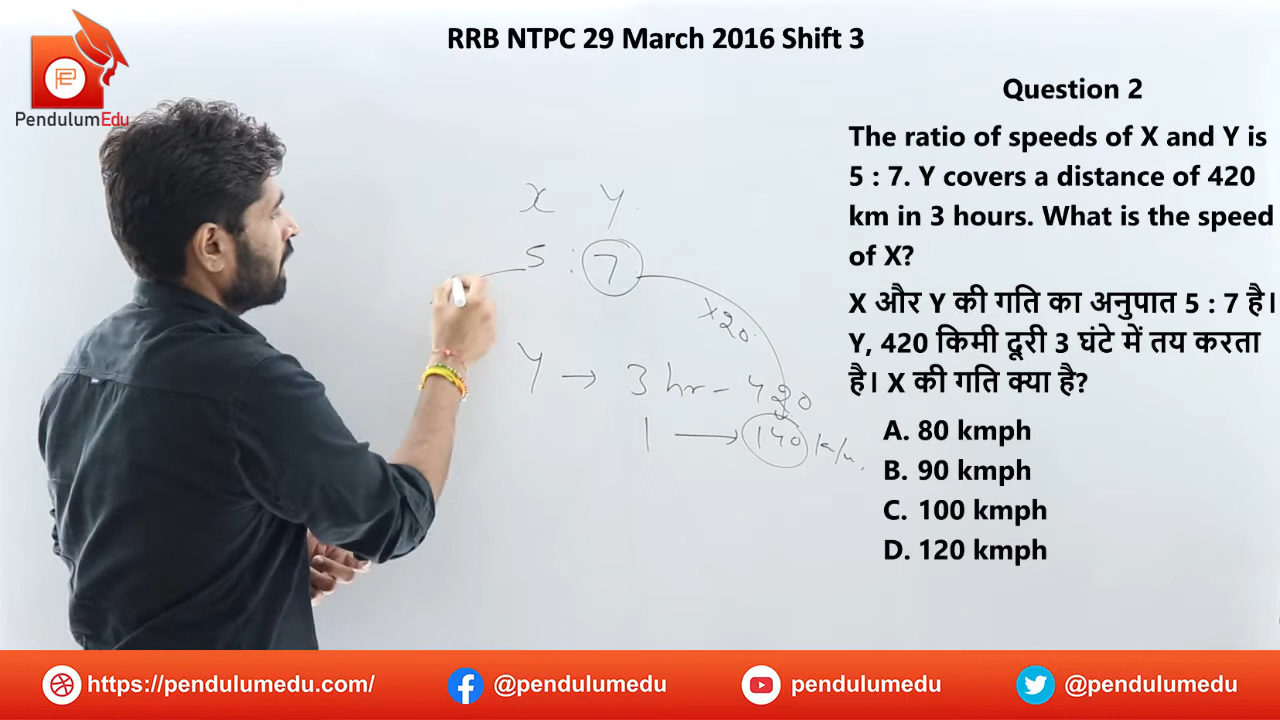 RRB NTPC 29 March 2016 Shift 3
PendulumEdu
Question 2
The ratio of speeds of X and Y is
5 : 7. Y covers a distance of 420
km in 3 hours. What is the speed
of X?
X और Y की गति का अनुपात 5 : 7 है।
Y, 420 किमी दूरी 3 घंटे में तय करता
है। X की गति क्या है?
A. 80 kmph
B. 90 kmph
C. 100 kmph
D. 120 kmph
x Y
5 : 7
x20
Y → 3 hr - 420
1 → 140
https://pendulumedu.com/
@pendulumedu
pendulumedu
@pendulumedu